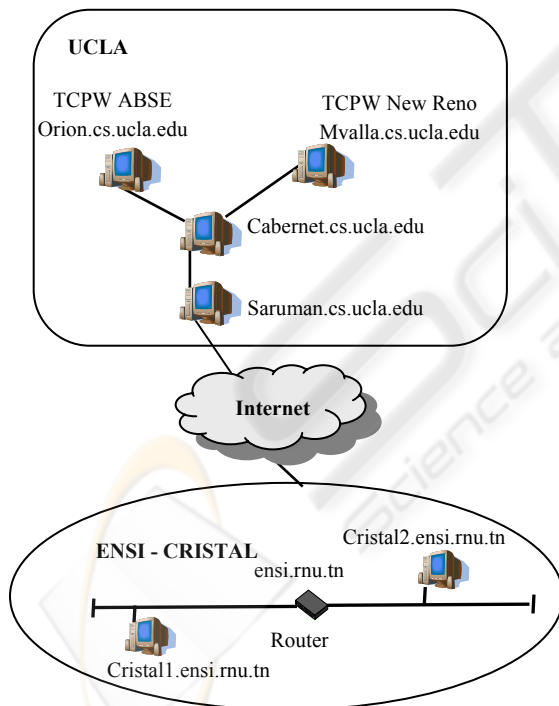 UCLA
TCPW ABSE
Orion.cs.ucla.edu
TCPW New Reno
Mvalla.cs.ucla.edu
Cabernet.cs.ucla.edu
Saruman.cs.ucla.edu
Internet
ENSI - CRISTAL
Cristal2.ensi.rnu.tn
ensi.rnu.tn
Router
Cristal1.ensi.rnu.tn